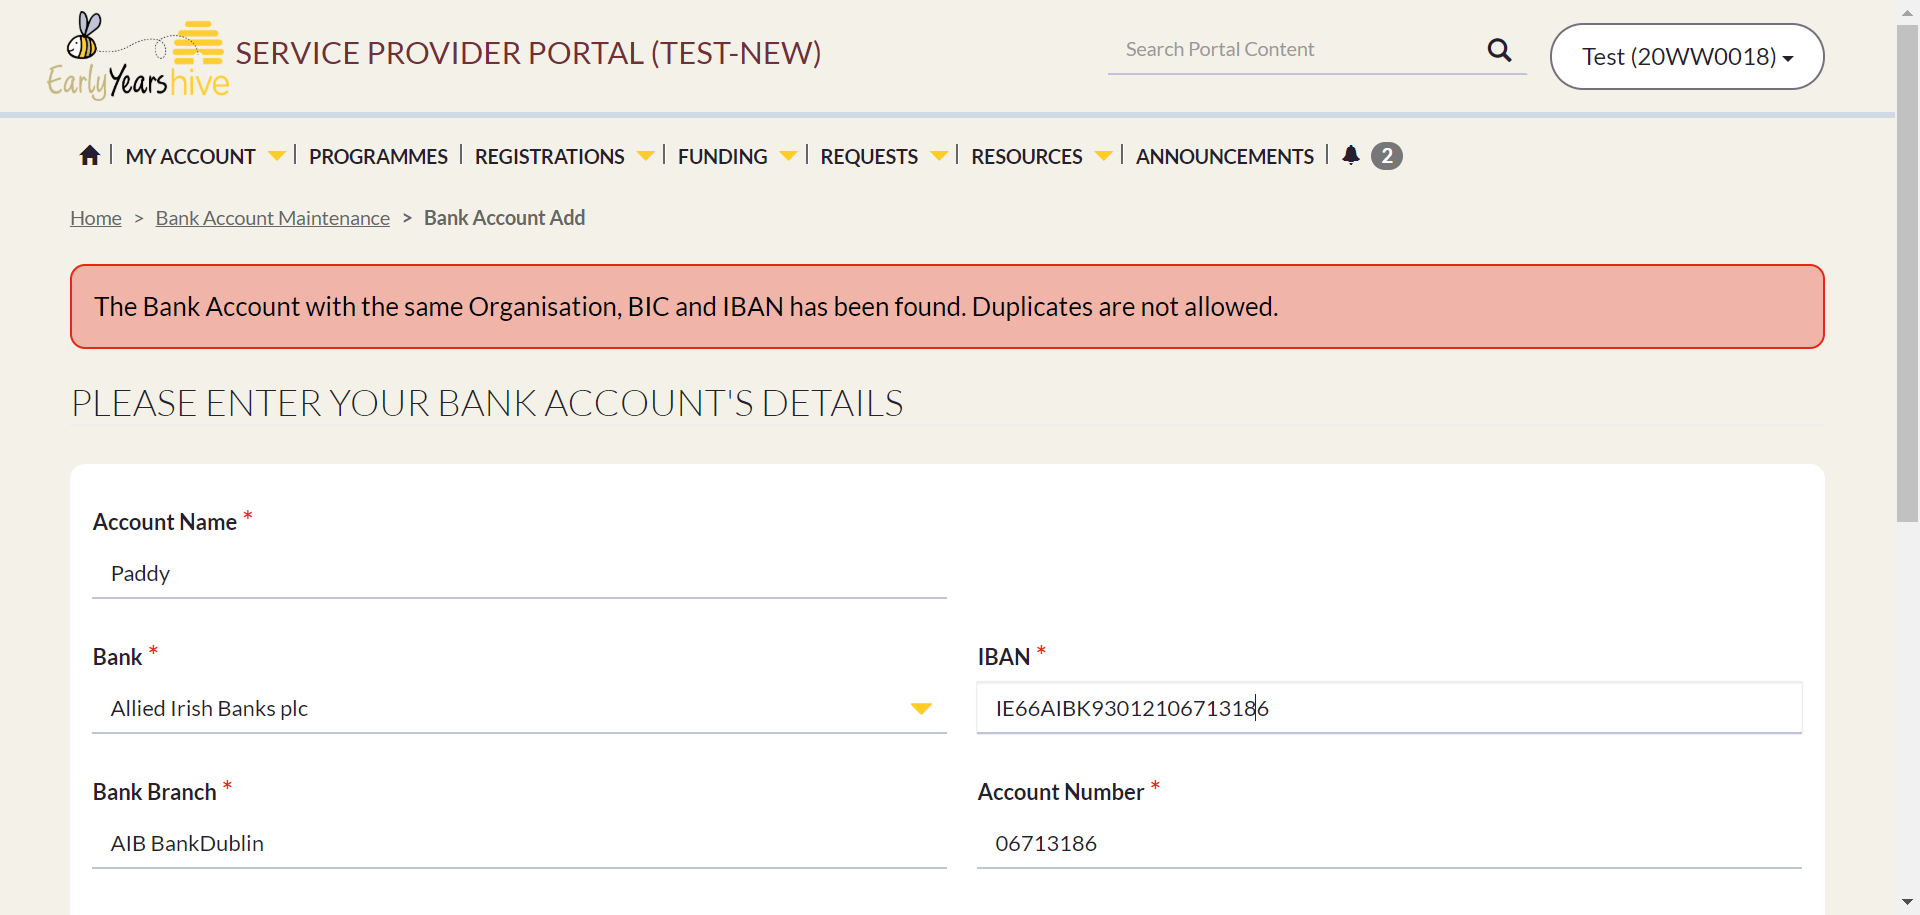 EarlyYearshive
SERVICE PROVIDER PORTAL (TEST-NEW)
Search Portal Content
Test (20WW0018)
MY ACCOUNT
PROGRAMMES
REGISTRATIONS
FUNDING
REQUESTS
RESOURCES
ANNOUNCEMENTS
2
Home > Bank Account Maintenance > Bank Account Add
The Bank Account with the same Organisation, BIC and IBAN has been found. Duplicates are not allowed.
PLEASE ENTER YOUR BANK ACCOUNT'S DETAILS
Account Name *
Paddy
Bank *
Allied Irish Banks plc
IBAN *
IE66AIBK93012106713186
Bank Branch *
AIB BankDublin
Account Number *
06713186